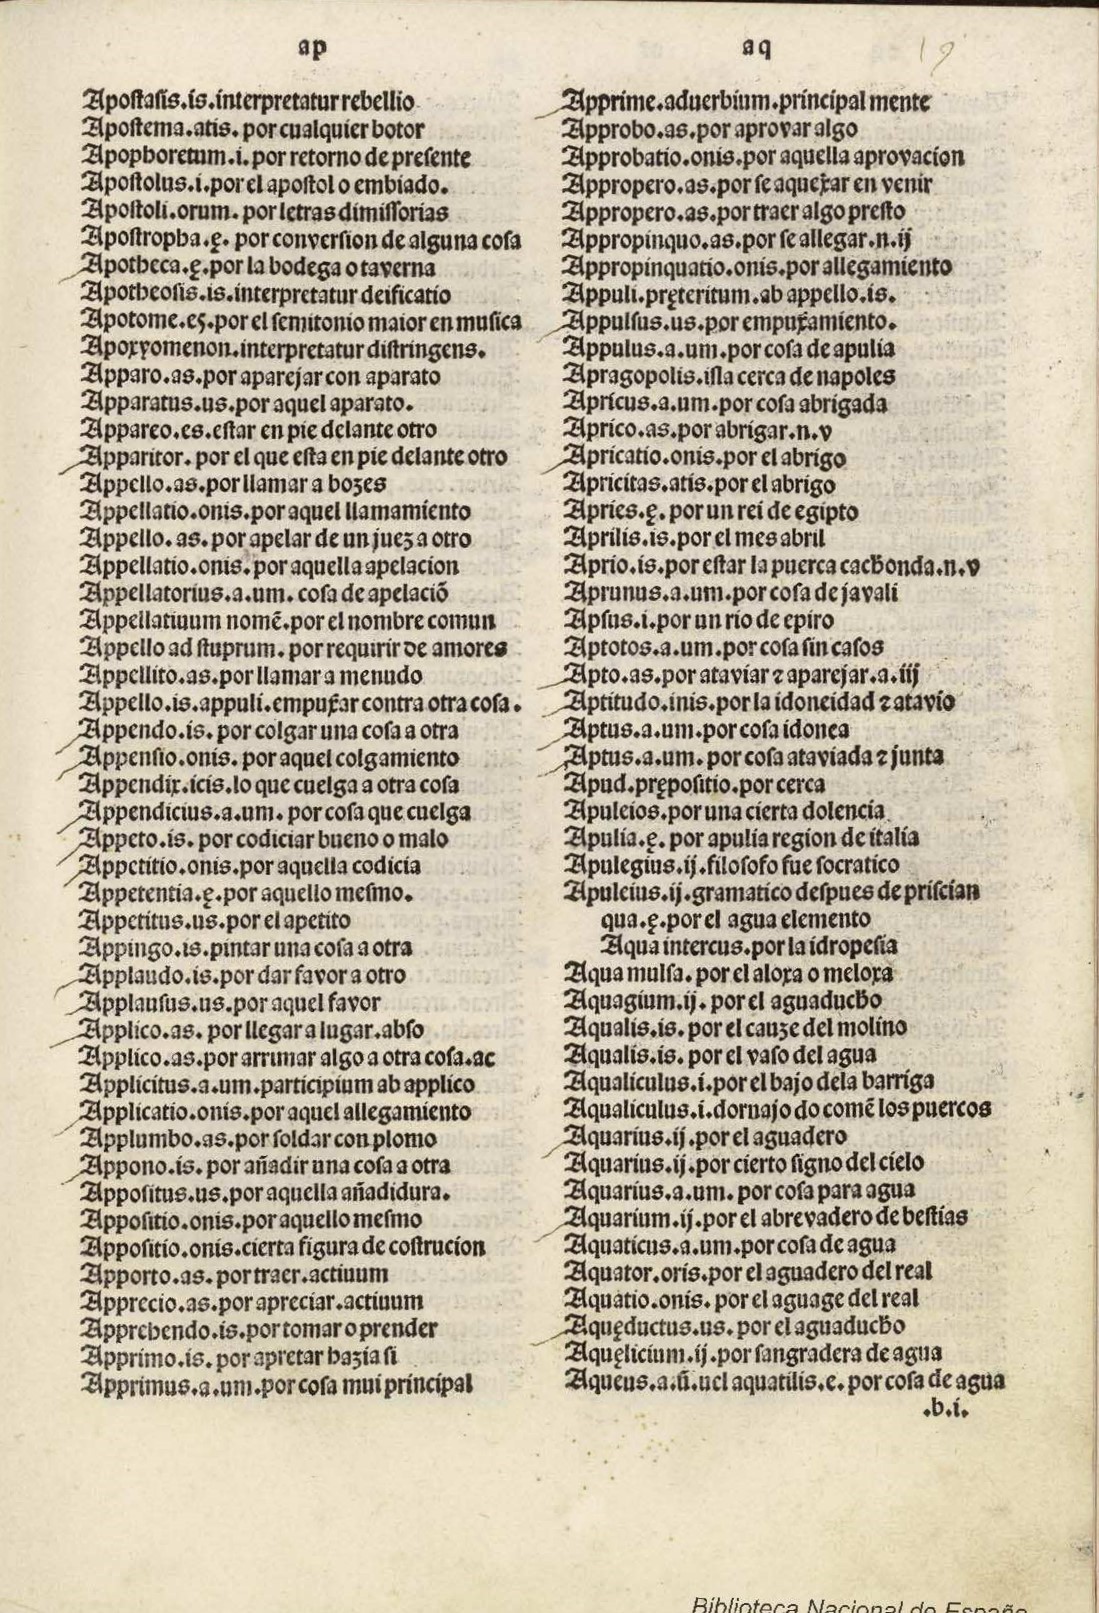 ap
Apostasis.is.interpretatur rebellio
Apostema.atis.por cualquier botor
Apophoretum.i.por retorno de presente
Apostolus.i.por el apostol o embiado.
Apostoli.orum.por letras dimissorias
Apostropha.ę.por conversion de alguna cosa
Apotheca.ę.por la bodega o taverna
Apotheosis.is.interpretatur deificatio
Apotome.es.por el semitonio maior en musica
Apoxyomenon.interpretatur distringens.
Apparo.as.por aparejar con aparato
Apparatus.us.por aquel aparato.
Appareo.es.estar en pie delante otro
Apparitor.por el que esta en pie delante otro
Appello.as.por llamar a bozes
Appellatio.onis.por aquel llamamiento
Appello.as.por apelar de un juez a otro
Appellatio.onis.por aquella apelacion
Appellatorius.a.um.cosa de apelaciõ
Appellatiuum nomẽ.por el nombre comun
Appello ad stuprum.por requirir de amores
Appellito.as.por llamar a menudo
Appello.is.appuli.empuxar contra otra cosa.
Appendo.is.por colgar una cosa a otra
Appensio.onis.por aquel colgamiento
Appendix.icis.lo que cuelga a otra cosa
Appendicius.a.um.por cosa que cuelga
Appeto.is.por codiciar bueno o malo
Appetitio.onis.por aquella codicia
Appetentia.ę.por aquello mesmo.
Appetitus.us.por el apetito
Appingo.is.pintar una cosa a otra
Applaudo.is.por dar favor a otro
Applausus.us.por aquel favor
Applico.as.por llegar a lugar.abso
Applico.as.por arrimar algo a otra cosa.ac
Applicitus.a.um.participium ab applico
Applicatio.onis.por aquel allegamiento
Applumbo.as.por soldar con plomo
Appono.is.por añadir una cosa a otra
Appositus.us.por aquella añadidura.
Appositio.onis.por aquello mesmo
Appositio.onis.cierta figura de costrucion
Apporto.as.por traer.actiuum
Apprecio.as.por apreciar.actiuum
Apprehendo.is.por tomar o prender
Apprimo.is.por apretar hazia si
Apprimus.a.um.por cosa mui principal
aq
19
Apprime.aduerbium.principal mente
Approbo.as.por aprovar algo
Approbatio.onis.por aquella aprovacion
Appropero.as.por se aquexar en venir
Appropero.as.por traer algo presto
Appropinquo.as.por se allegar.n.ij
Appropinquatio.onis.por allegamiento
Appuli.pręteritum.ab appello.is.
Appulsus.us.por empuxamiento.
Appulus.a.um.por cosa de apulia
Apragopolis.isla cerca de napoles
Apricus.a.um.por cosa abrigada
Aprico.as.por abrigar.n.v
Apricatio.onis.por el abrigo
Apricitas.atis.por el abrigo
Apries.ę.por un rei de egipto
Aprilis.is.por el mes abril
Aprio.is.por estar la puerca cachonda.n.v
Aprunus.a.um.por cosa de javali
Apsus.i.por un rio de epiro
Aptotos.a.um.por cosa sin casos
Apto.as.por ataviar ⁊ aparejar.a.iij
Aptitudo.inis.por la idoneidad ⁊ atavio
Aptus.a.um.por cosa idonea
Aptus.a.um.por cosa ataviada ⁊ junta
Apud.prępositio.por cerca
Apuleios.por una cierta dolencia
Apulia.ę.por apulia region de italia
Apulegius.ij.filosofo fue socratico
Apuleius.ij.gramatico despues de priscian
qua.ę.por el agua elemento
Aqua intercus.por la idropesia
Aqua mulsa.por el aloxa o meloxa
Aquagium.ij.por el aguaducho
Aqualis.is.por el cauze del molino
Aqualis.is.por el vaso del agua
Aqualiculus.i.por el bajo dela barriga
Aqualiculus.i.dornajo do comẽ los puercos
Aquarius.ij.por el aguadero
Aquarius.ij.por cierto signo del cielo
Aquarius.a.um.por cosa para agua
Aquarium.ij.por el abrevadero de bestias
Aquaticus.a.um.por cosa de agua
Aquator.oris.por el aguadero del real
Aquatio.onis.por el aguage del real
Aquęductus.us.por el aguaducho
Aquęlicium.ij.por sangradera de agua
Aqueus.a.ũ.uel aquatilis.e.por cosa de agua
.b.i.
Biblioteca Nacional de España